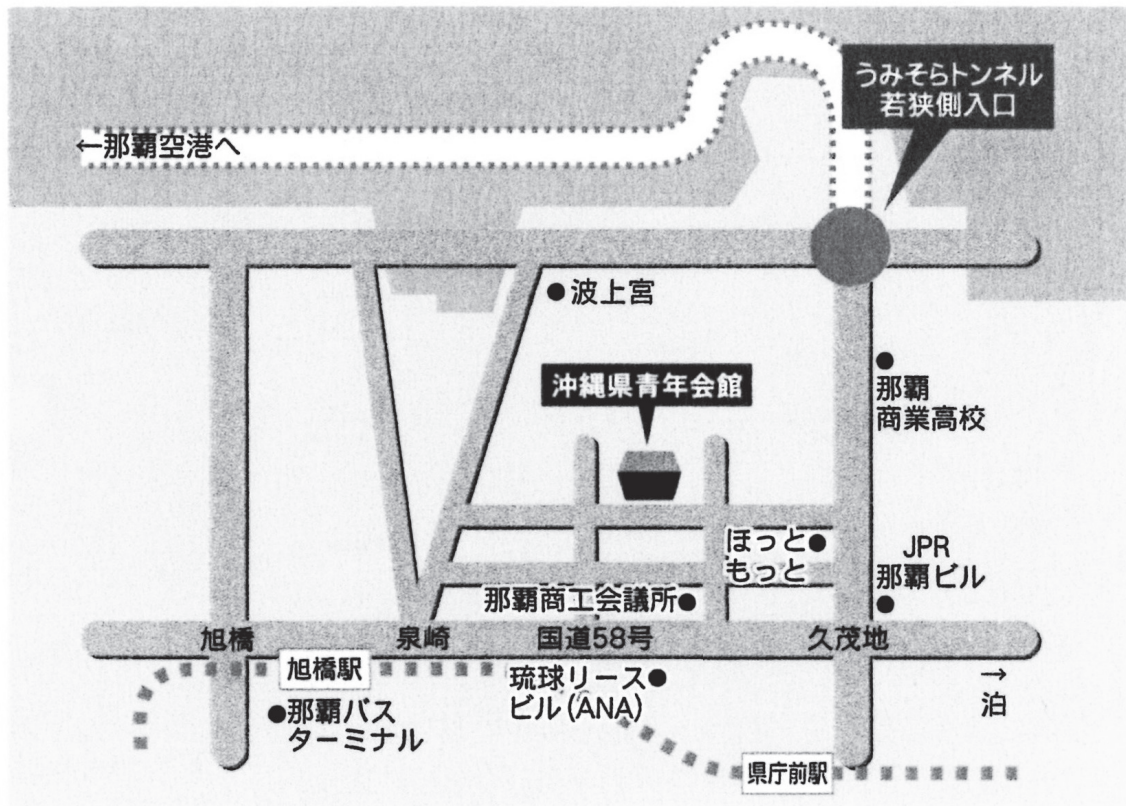 うみそらトンネル
若狭側入口
←那覇空港へ
波上宮
沖縄県青年会館
那覇
商業高校
ほっと
もっと
JPR
那覇ビル
那覇商工会議所
旭橋
泉崎
国道58号
久茂地
旭橋駅
琉球リース
ビル(ANA)
→
泊
那覇バス
ターミナル
県庁前駅